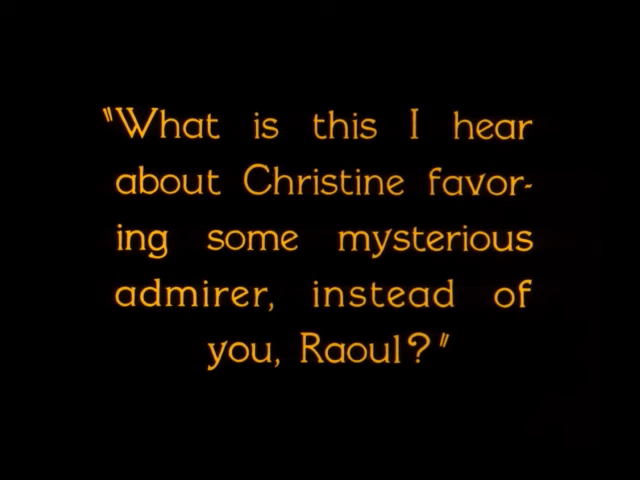 "What is this I hear
about Christine favor-
ing some mysterious
admirer, instead of
you, Raoul?"